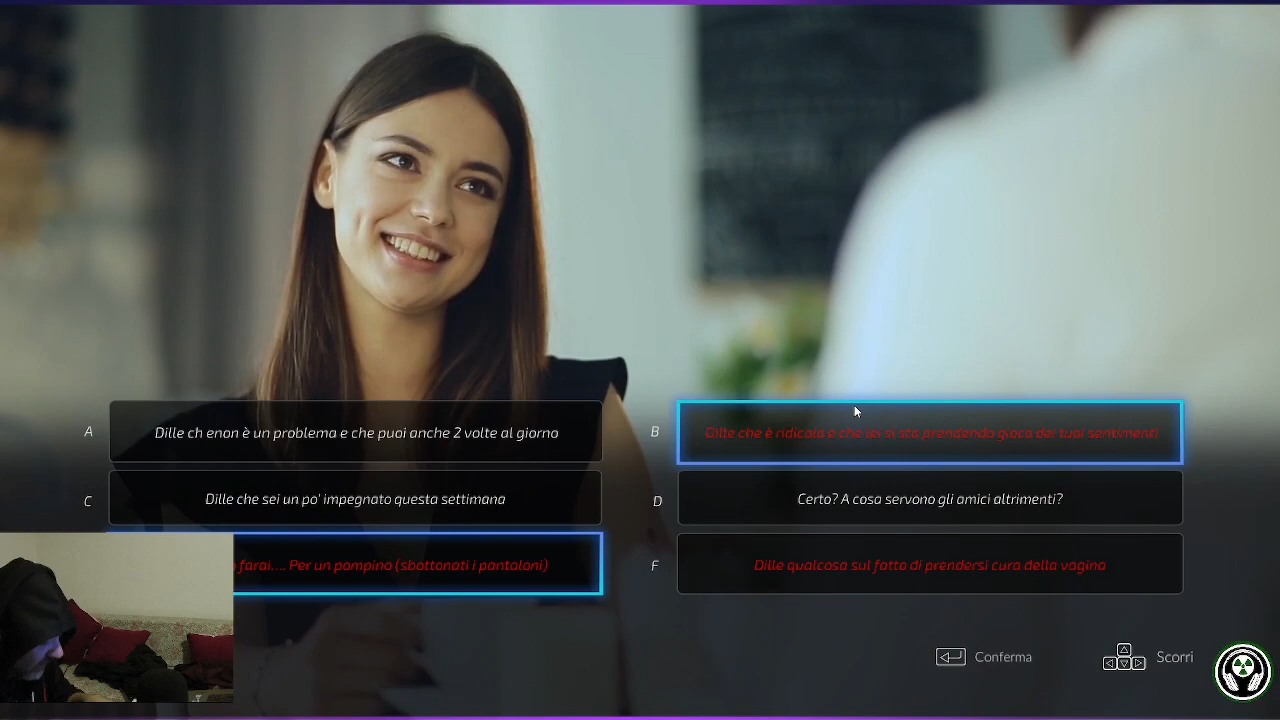 A
Dille ch enon è un problema e che puoi anche 2 volte al giorno
B
Dille che è ridicola e che lei si sta prendendo gioco dei tuoi sentimenti
C
Dille che sei un po' impegnato questa settimana
D
Certo? A cosa servono gli amici altrimenti?
farai.... Per un pompino (sbottonati i pantaloni)
F
Dille qualcosa sul fatto di prendersi cura della vagina
Conferma
Scorri